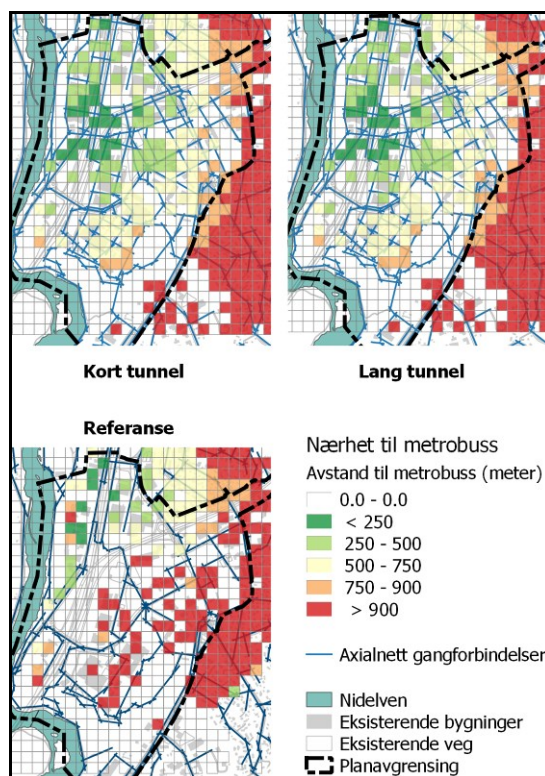 Kort tunnel
Lang tunnel
Referanse
Nærhet til metrobuss
Avstand til metrobuss (meter)
0.0 - 0.0
< 250
250 - 500
500 - 750
750 - 900
> 900
Axialnett gangforbindelser
Nidelven
Eksisterende bygninger
Eksisterende veg
Planavgrensing